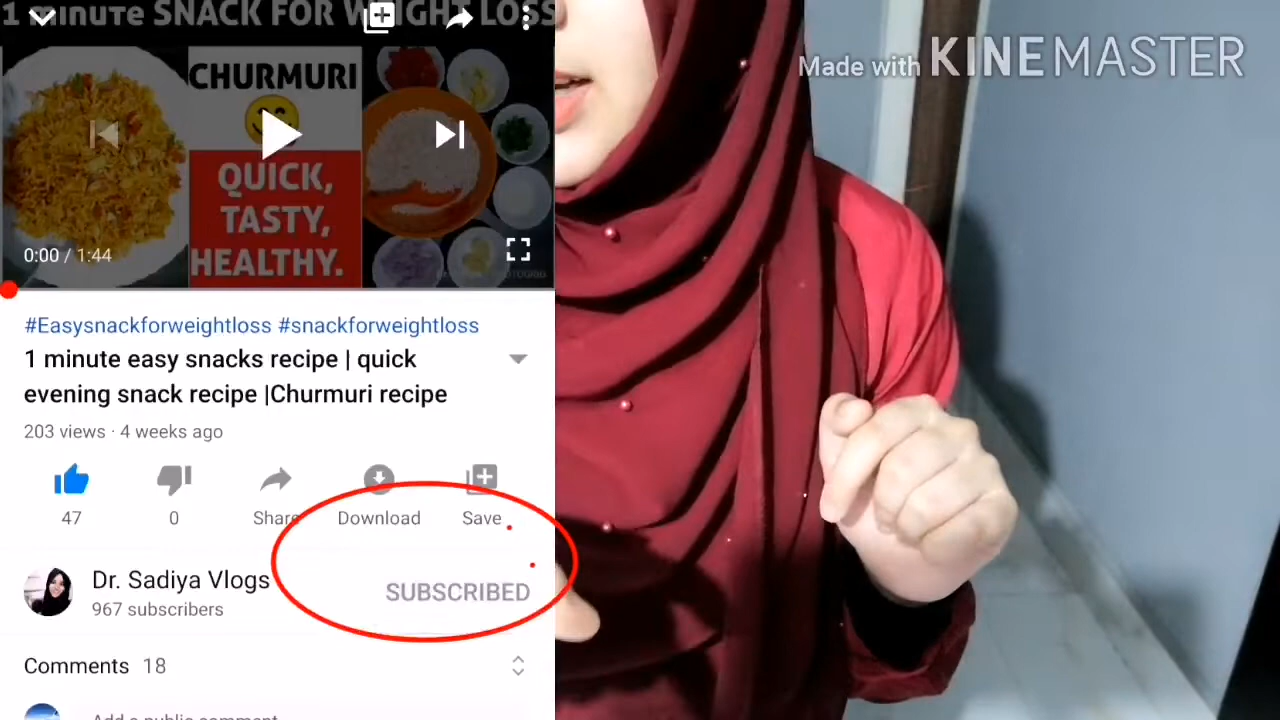 1 minute SNACK FOR WEIGHT LOSS
CHURMURI
QUICK,
TASTY,
HEALTHY.
0:00 / 1:44
#Easysnackforweightloss #snackforweightloss
1 minute easy snacks recipe | quick
evening snack recipe |Churmuri recipe
203 views · 4 weeks ago
47
0
Share
Download
Save
Dr. Sadiya Vlogs
967 subscribers
SUBSCRIBED
Comments 18
Add a public comment
Made with KINEMASTER